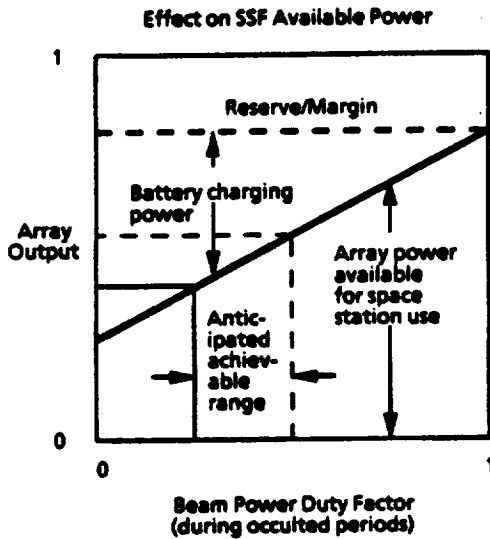 Effect on SSF Available Power
1
Reserve/Margin
Battery charging
power
Array
Output
Array power
available
for space
station use
Antic-
ipated
achiev-
able
range
0
0
1
Beam Power Duty Factor
(during occulted periods)